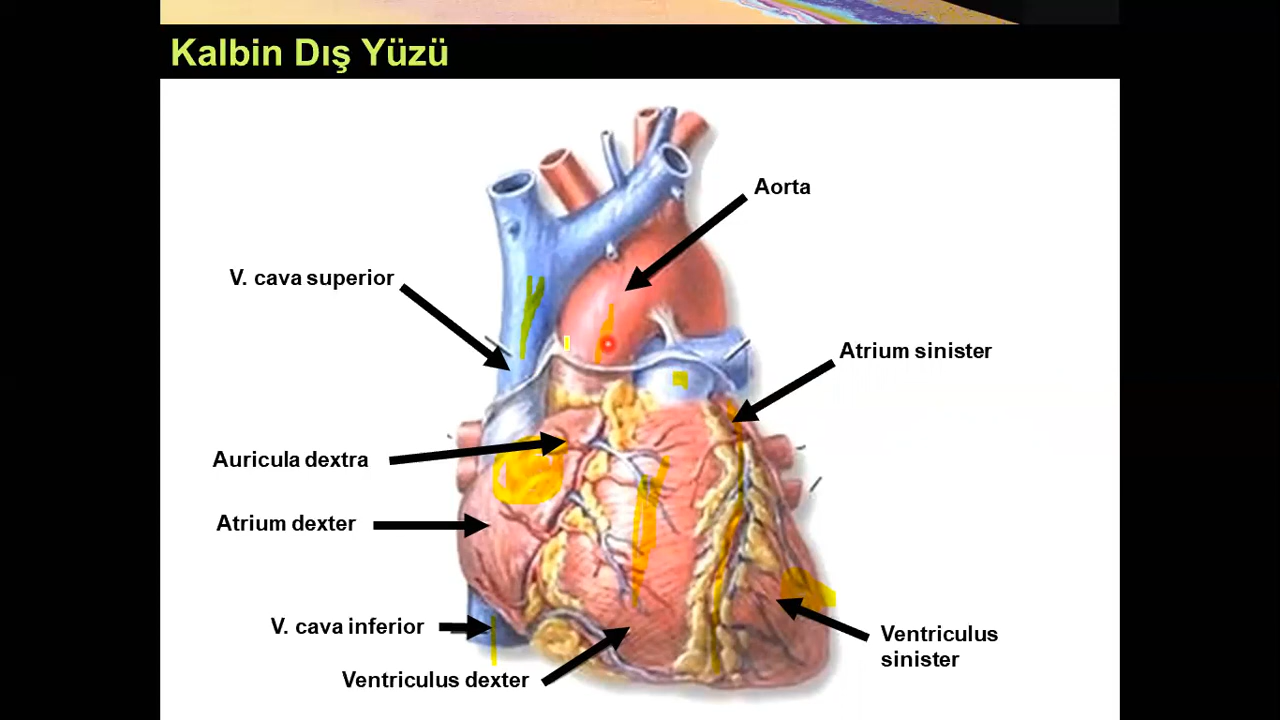 Kalbin Dış Yüzü
Aorta
V. cava superior
Atrium sinister
Auricula dextra
Atrium dexter
V. cava inferior
Ventriculus
sinister
Ventriculus dexter